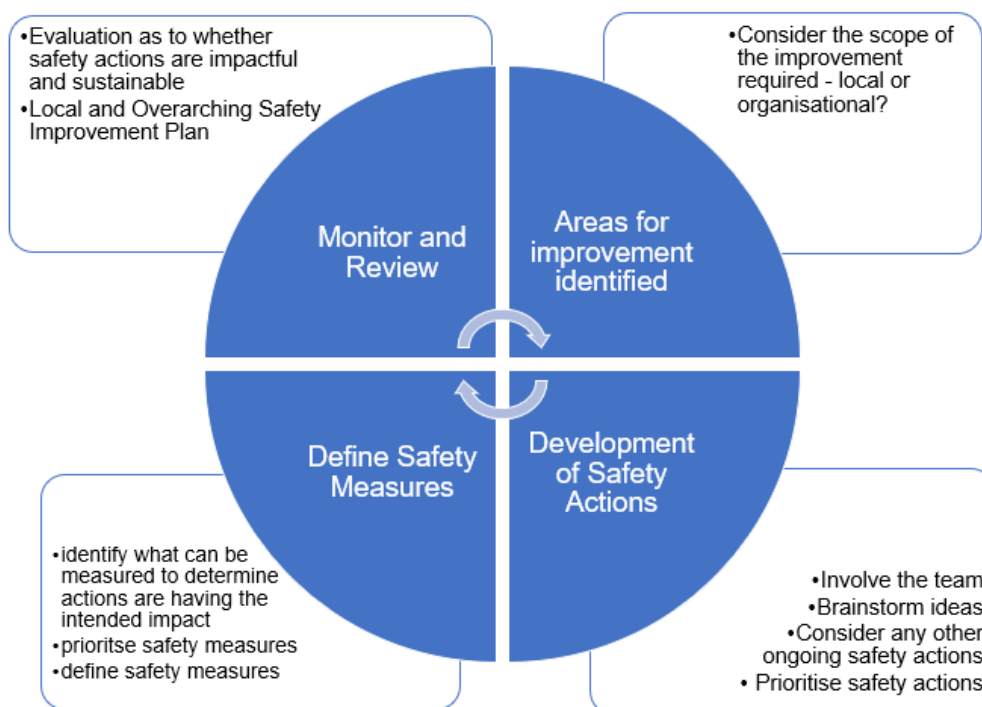 •Evaluation as to whether
safety actions are impactful
and sustainable
•Local and Overarching Safety
Improvement Plan
•Consider the scope of
the improvement
required - local or
organisational?
Monitor and
Review
Areas for
improvement
identified
Define Safety
Measures
Development
of Safety
Actions
•identify what can be
measured to determine
actions are having the
intended impact
•prioritse safety measures
•define safety measures
•Involve the team
•Brainstorm ideas
•Consider any other
ongoing safety actions
• Prioritise safety actions